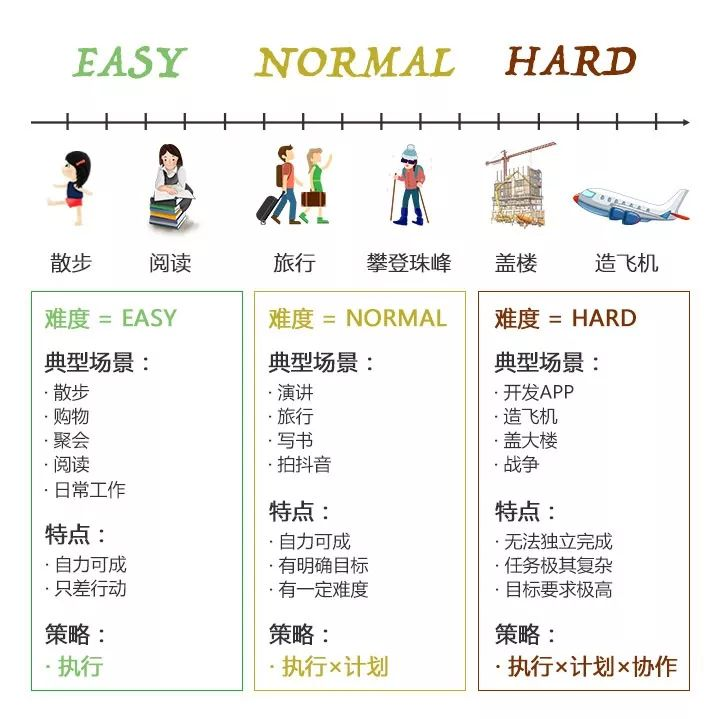 EASY NORMAL HARD
散步 阅读 旅行 攀登珠峰 盖楼 造飞机
难度 = EASY
典型场景：
· 散步
· 购物
· 聚会
· 阅读
· 日常工作
特点：
· 自力可成
· 只差行动
策略：
· 执行
难度 = NORMAL
典型场景：
· 演讲
· 旅行
· 写书
· 拍抖音
特点：
· 自力可成
· 有明确目标
· 有一定难度
策略：
· 执行×计划
难度 = HARD
典型场景：
· 开发APP
· 造飞机
· 盖大楼
· 战争
特点：
· 无法独立完成
· 任务极其复杂
· 目标要求极高
策略：
· 执行×计划×协作